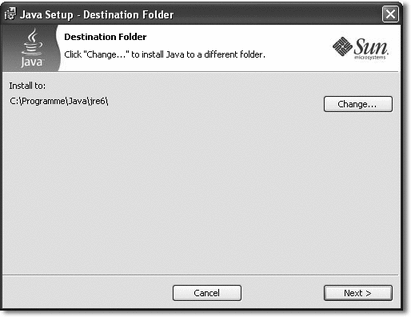 Java Setup - Destination Folder
Destination Folder
Click "Change..." to install Java to a different folder.
Java
Sun
microsystems
Install to:
C:\Programme\Java\jre6\
Change...
Cancel
Next >